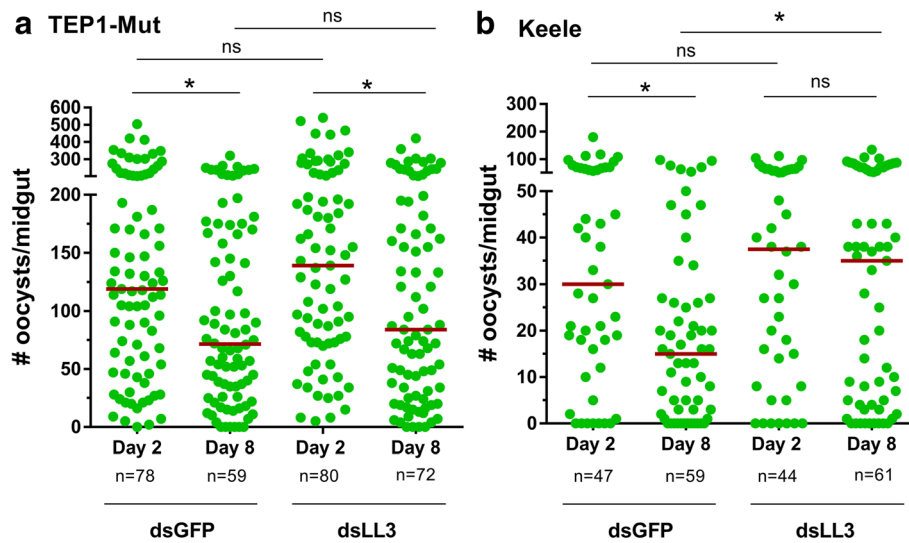 a TEP1-Mut
ns
ns
*
*
# oocysts/midgut
600
500
400
300
200
150
100
50
0
Day 2 Day 8 Day 2 Day 8
n=78 n=59 n=80 n=72
dsGFP dsLL3
b Keele
*
ns
*
ns
# oocysts/midgut
300
200
100
50
40
30
20
10
0
Day 2 Day 8 Day 2 Day 8
n=47 n=59 n=44 n=61
dsGFP dsLL3